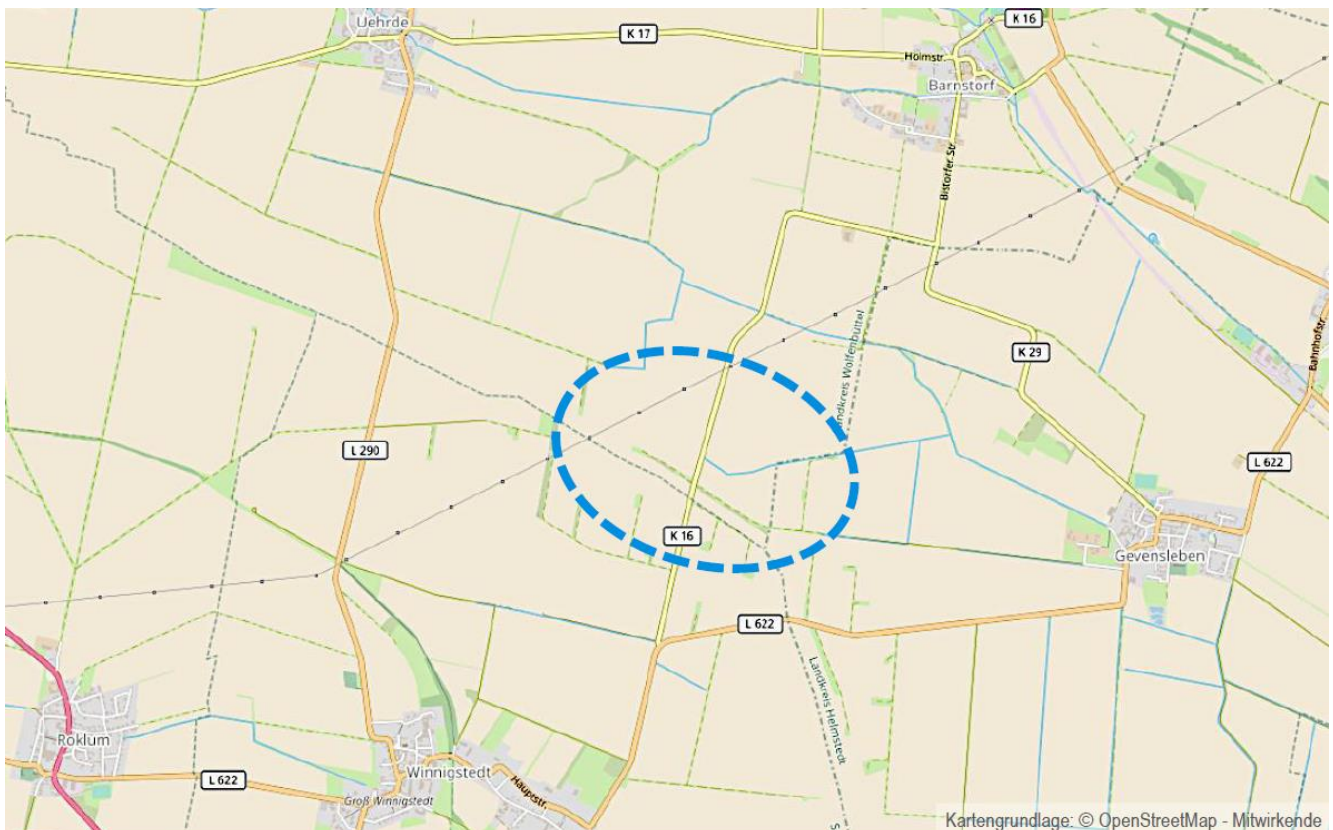 Uehrde
K 17
K 16
Holmstr.
Barnstorf
Bistorfer Str.
Landkreis Wolfenbüttel
K 29
Bahnhofstr.
L 290
L 622
K 16
Gevensleben
L 622
Landkreis Helmstedt
Roklum
Winnigstedt
L 622
Hauptstr.
Groß Winnigstedt
S
Kartengrundlage: © OpenStreetMap - Mitwirkende